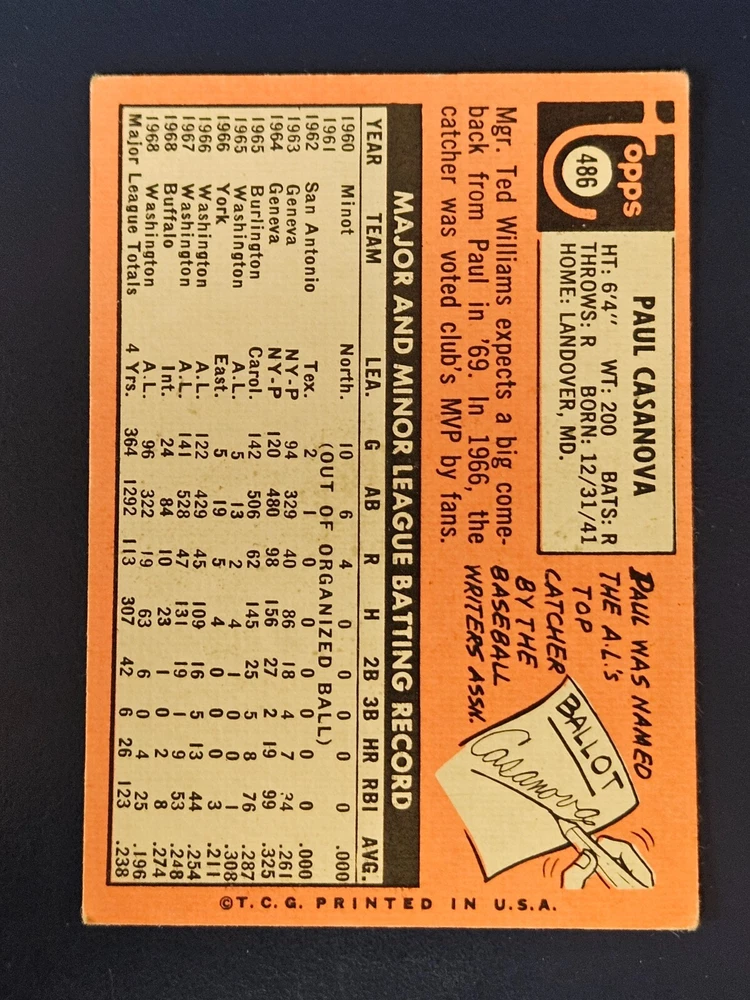 Topps
486
PAUL CASANOVA
HT: 6'4" WT: 200 BATS: R
THROWS: R BORN: 12/31/41
HOME: LANDOVER, MD.
Mgr. Ted Williams expects a big come-
back from Paul in '69. In 1966, the
catcher was voted club's MVP by fans.
PAUL WAS NAMED
THE A.L.'s
TOP
CATCHER
BY THE
BASEBALL
WRITERS ASSN.
BALLOT
Casanova
MAJOR AND MINOR LEAGUE BATTING RECORD
YEAR TEAM LEA. G AB R H 2B 3B HR RBI AVG.
1960 Minot North. 10 6 4 0 0 0 0 0 .000
1961 (OUT OF ORGANIZED BALL)
1962 San Antonio Tex. 2 1 0 0 0 0 0 0 .000
1963 Geneva NY-P 94 329 40 86 18 4 7 34 .261
1964 Geneva NY-P 120 480 98 156 27 2 19 99 .325
1965 Burlington Carol. 142 506 62 145 25 5 8 76 .287
1965 Washington A.L. 5 13 2 4 1 0 0 1 .308
1966 York East. 5 19 5 4 0 0 0 3 .211
1966 Washington A.L. 122 429 45 109 16 5 13 44 .254
1967 Washington A.L. 141 528 47 131 19 1 9 53 .248
1968 Buffalo Int. 24 84 10 23 1 0 2 8 .274
1968 Washington A.L. 96 322 19 63 6 0 4 25 .196
Major League Totals 4 Yrs. 364 1292 113 307 42 6 26 123 .238
©T.C.G. PRINTED IN U.S.A.